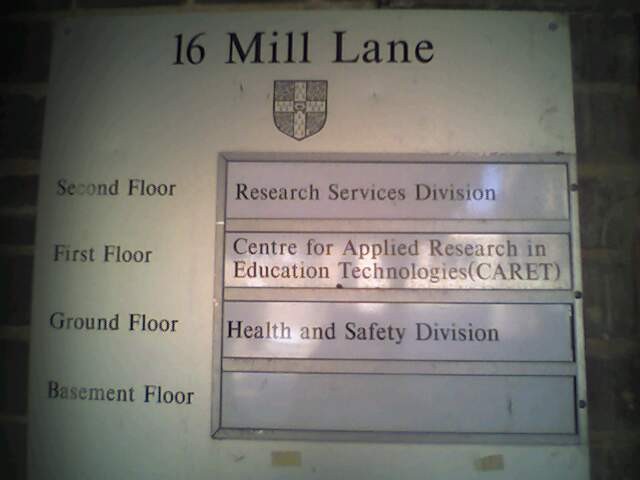 16 Mill Lane
Second Floor Research Services Division
First Floor Centre for Applied Research in
Education Technologies(CARET)
Ground Floor Health and Safety Division
Basement Floor